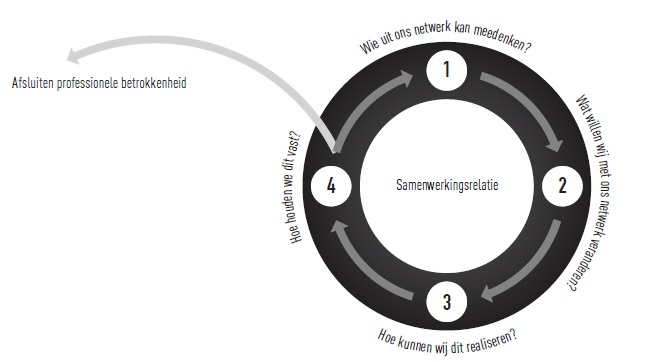 Wie uit ons netwerk kan meedenken?
1
Afsluiten professionele betrokkenheid
Wat willen wij met ons netwerk veranderen?
Hoe houden we dit vast?
4
Samenwerkingsrelatie
2
3
Hoe kunnen wij dit realiseren?